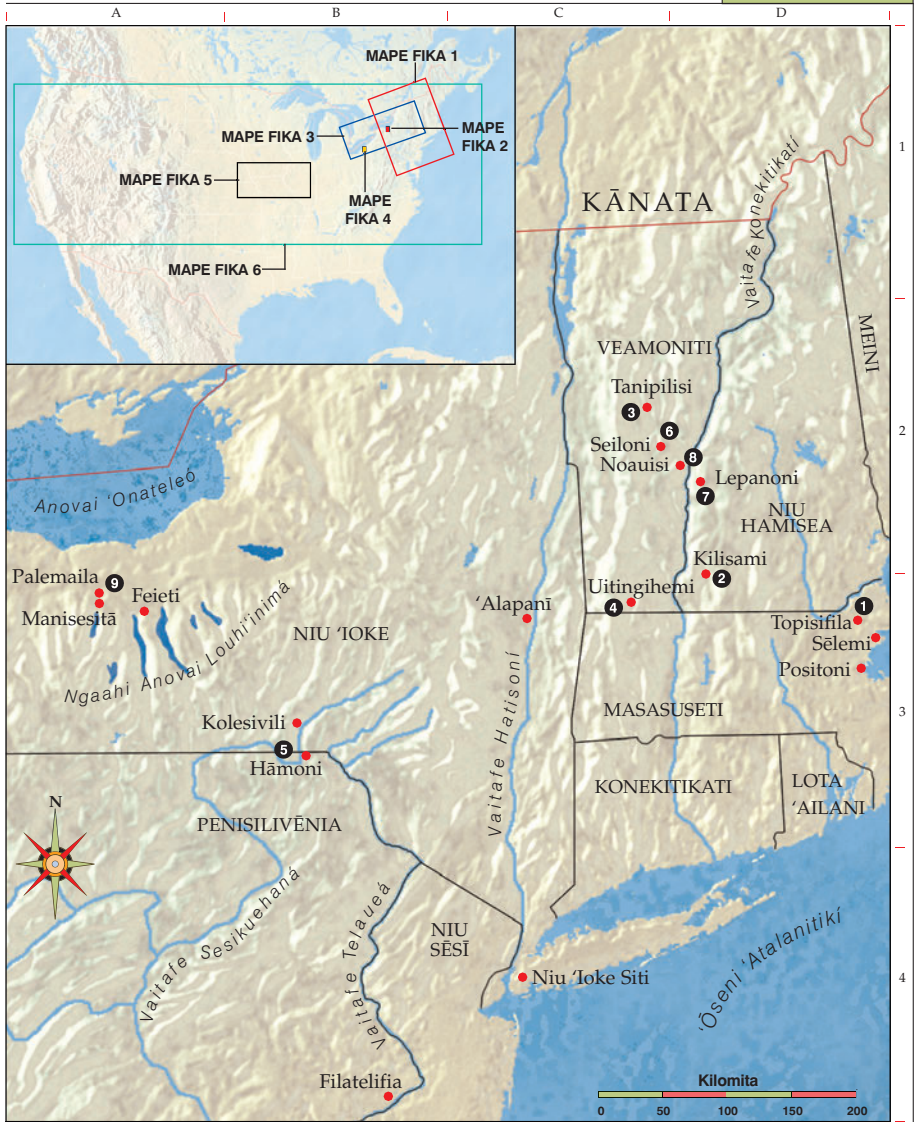 A B C D
MAPE FIKA 1
MAPE FIKA 3
MAPE
FIKA 2
MAPE FIKA 5
MAPE
FIKA 4
MAPE FIKA 6
1
KĀNATA
Vaitafe Konekitikatí
MEINI
VEAMONITI
Tanipilisi
3
6
2
Seiloni
8
Noauisi
Lepanoni
7
Anovai ʻOnateleó
NIU
HAMISEA
Kilisami
2
Palemaila
9
Feieti
Manisesitā
Uitingihemi
4
ʻAlapanī
1
Topisifila
Sēlemi
Positoni
NIU ʻIOKE
Ngaahi Anovai Louhiʻinimá
3
Kolesivili
MASASUSETI
Vaitafe Hatisoní
5
Hāmoni
KONEKITIKATI
LOTA
ʻAILANI
PENISILIVĒNIA
N
Vaitafe Sesikuehaná
Vaitafe Telaueá
NIU
SĒSĪ
ʻŌseni ʻAtalanitikí
Niu ʻIoke Siti
4
Filatelifia
Kilomita
0 50 100 150 200